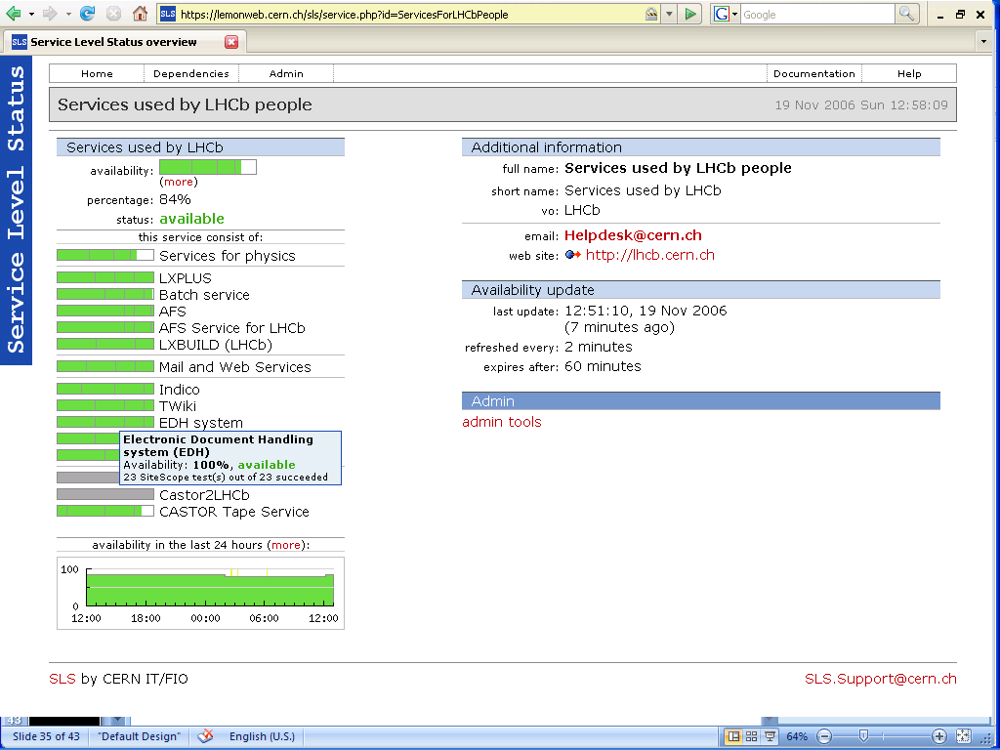 SLS https://lemonweb.cern.ch/sls/service.php?id=ServicesForLHCbPeople
G Google
SLS Service Level Status overview
Service Level Status
Home Dependencies Admin Documentation Help
Services used by LHCb people 19 Nov 2006 Sun 12:58:09
Services used by LHCb
availability:
(more)
percentage: 84%
status: available
this service consist of:
Services for physics
LXPLUS
Batch service
AFS
AFS Service for LHCb
LXBUILD (LHCb)
Mail and Web Services
Indico
TWiki
EDH system
Electronic Document Handling
system (EDH)
Availability: 100%, available
23 SiteScope test(s) out of 23 succeeded
Castor2LHCb
CASTOR Tape Service
availability in the last 24 hours (more):
100
0
12:00 18:00 00:00 06:00 12:00
Additional information
full name: Services used by LHCb people
short name: Services used by LHCb
vo: LHCb
email: Helpdesk@cern.ch
web site: http://lhcb.cern.ch
Availability update
last update: 12:51:10, 19 Nov 2006
(7 minutes ago)
refreshed every: 2 minutes
expires after: 60 minutes
Admin
admin tools
SLS by CERN IT/FIO SLS.Support@cern.ch
43
Slide 35 of 43 "Default Design" English (U.S.) 64%